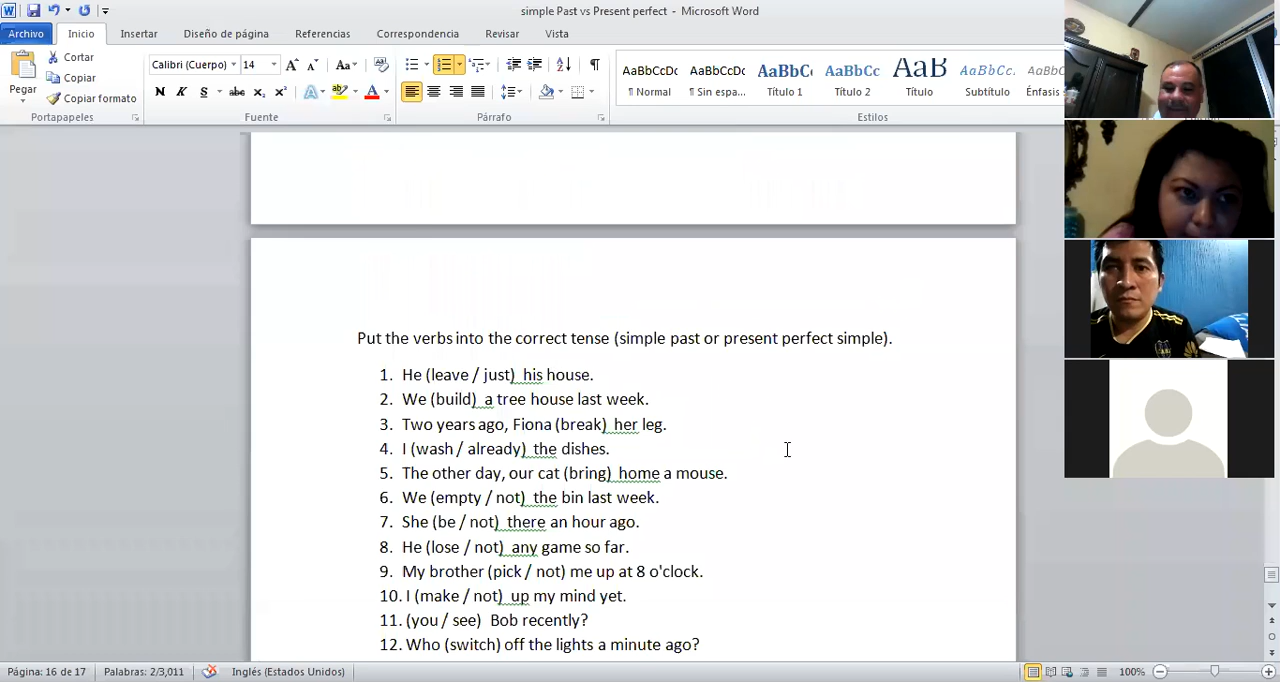 simple Past vs Present perfect - Microsoft Word
Archivo Inicio Insertar Diseño de página Referencias Correspondencia Revisar Vista
Cortar
Copiar
Copiar formato
Pegar
Portapapeles
Calibri (Cuerpo) 14
Fuente
Párrafo
AaBbCcDc AaBbCcDc AaBbC AaBbCc AaB AaBbCc. AaBbC
¶ Normal ¶ Sin espa... Título 1 Título 2 Título Subtítulo Énfasis
Estilos
Put the verbs into the correct tense (simple past or present perfect simple).
1. He (leave / just) his house.
2. We (build) a tree house last week.
3. Two years ago, Fiona (break) her leg.
4. I (wash / already) the dishes.
5. The other day, our cat (bring) home a mouse.
6. We (empty / not) the bin last week.
7. She (be / not) there an hour ago.
8. He (lose / not) any game so far.
9. My brother (pick / not) me up at 8 o'clock.
10. I (make / not) up my mind yet.
11. (you / see) Bob recently?
12. Who (switch) off the lights a minute ago?
Página: 16 de 17 Palabras: 2/3,011 Inglés (Estados Unidos) 100%